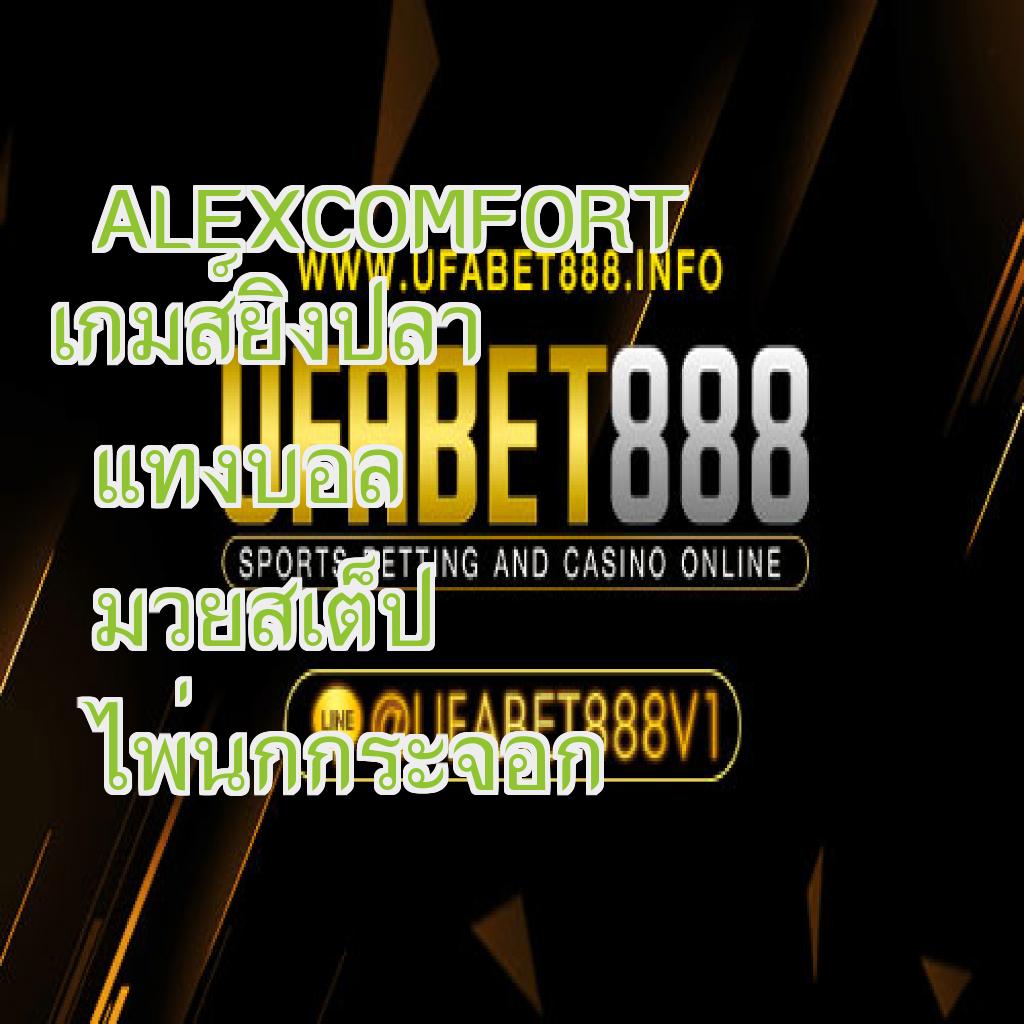 ALEXCOMFORT
WWW.UFABET888.INFO
เกมส์ยิงปลา
UFABET888
แทงบอล
SPORTS BETTING AND CASINO ONLINE
มวยสเต็ป
LINE @UFABET888V1
ไพ่นกกระจอก